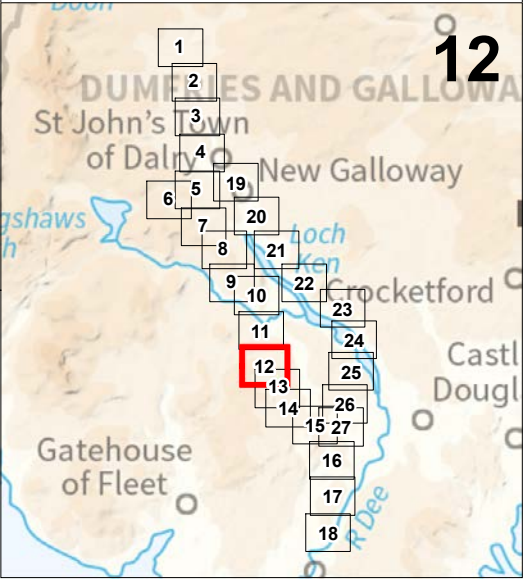 Doon
12
1
2
DUMFRIES AND GALLOWA
3
St John's Town
of Dalry
4
New Galloway
5
19
6
20
gshaws
h
7
Loch
Ken
8
21
9
22
10
Crocketford
23
11
24
Castl
Dougl
12
25
13
14
26
15
27
Gatehouse
of Fleet
16
17
R Dee
18